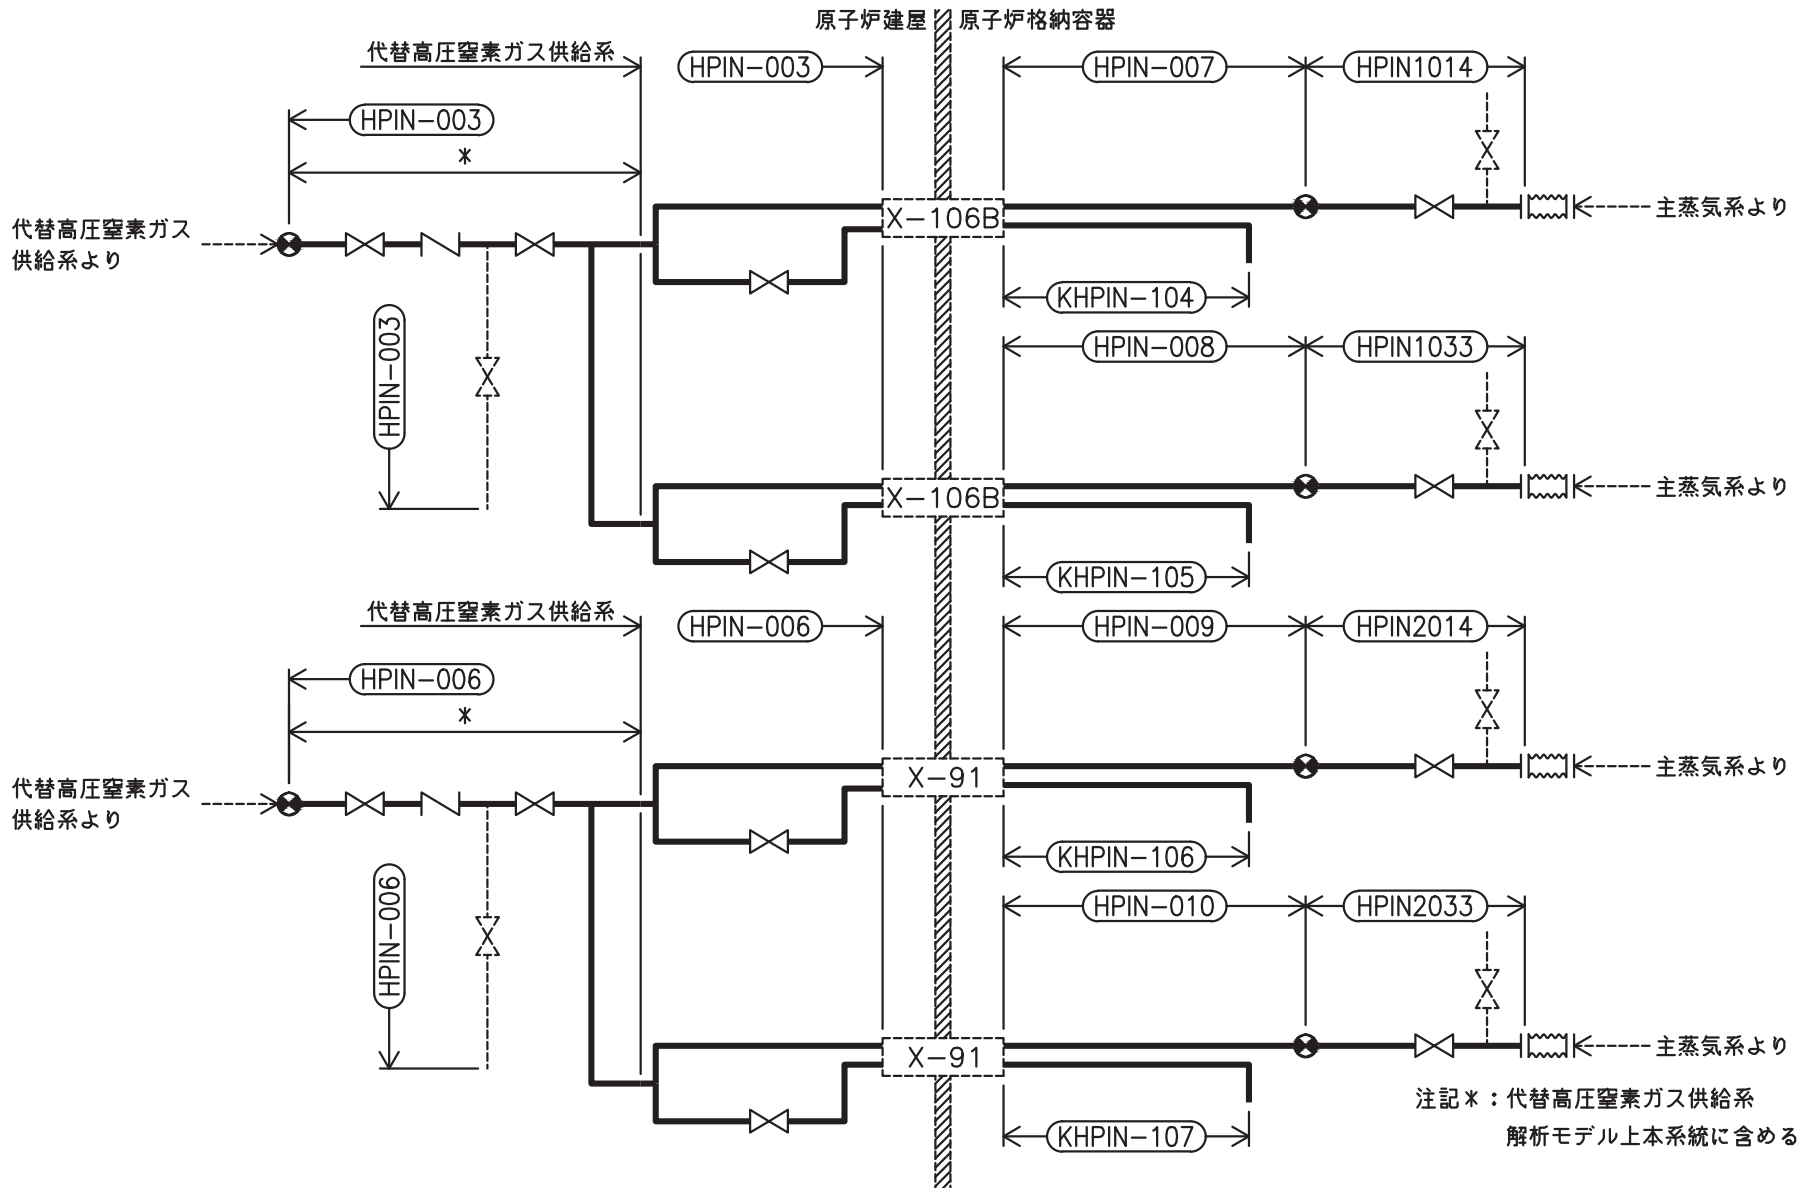 原子炉建屋 原子炉格納容器
代替高圧窒素ガス供給系
HPIN-003
HPIN-007
HPIN1014
HPIN-003
*
代替高圧窒素ガス
供給系より
X-106B
主蒸気系より
KHPIN-104
HPIN-003
HPIN-008
HPIN1033
X-106B
主蒸気系より
KHPIN-105
代替高圧窒素ガス供給系
HPIN-006
HPIN-009
HPIN2014
HPIN-006
*
代替高圧窒素ガス
供給系より
X-91
主蒸気系より
KHPIN-106
HPIN-006
HPIN-010
HPIN2033
X-91
主蒸気系より
KHPIN-107
注記*:代替高圧窒素ガス供給系
解析モデル上本系統に含める